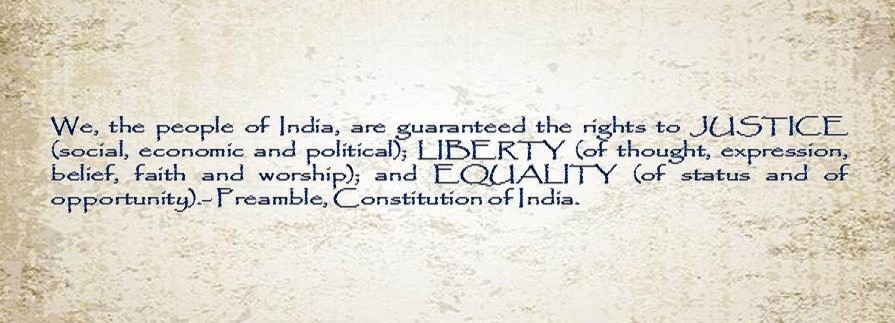 We, the people of India, are guaranteed the rights to JUSTICE
(social, economic and political); LIBERTY (of thought, expression,
belief, faith and worship); and EQUALITY (of status and of
opportunity).- Preamble, Constitution of India.